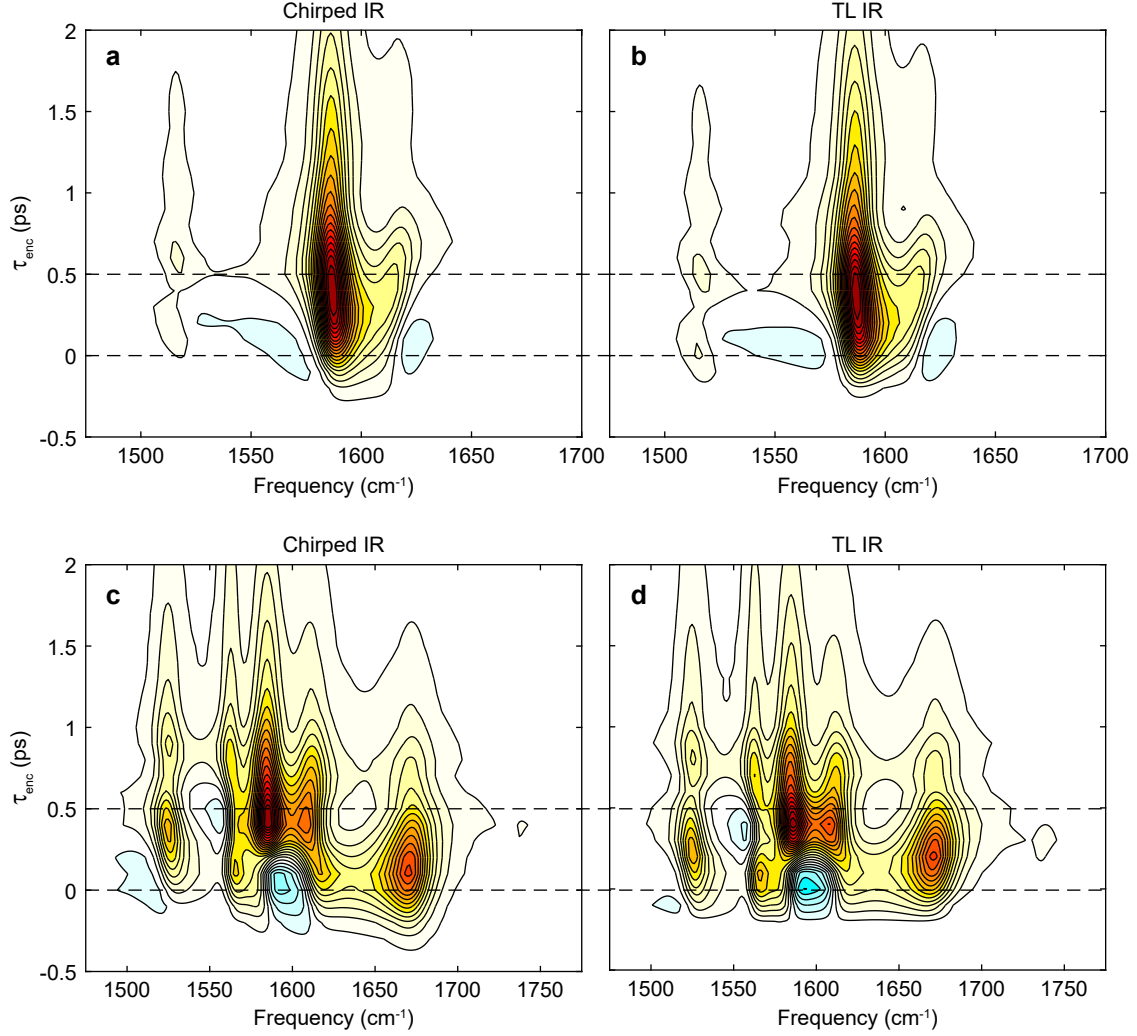 Chirped IR
TL IR
a
b
2
1.5
1
0.5
0
-0.5
τenc (ps)
1500 1550 1600 1650 1700
1500 1550 1600 1650 1700
Frequency (cm-1)
Frequency (cm-1)
Chirped IR
TL IR
c
d
2
1.5
1
0.5
0
-0.5
τenc (ps)
1500 1550 1600 1650 1700 1750
1500 1550 1600 1650 1700 1750
Frequency (cm-1)
Frequency (cm-1)